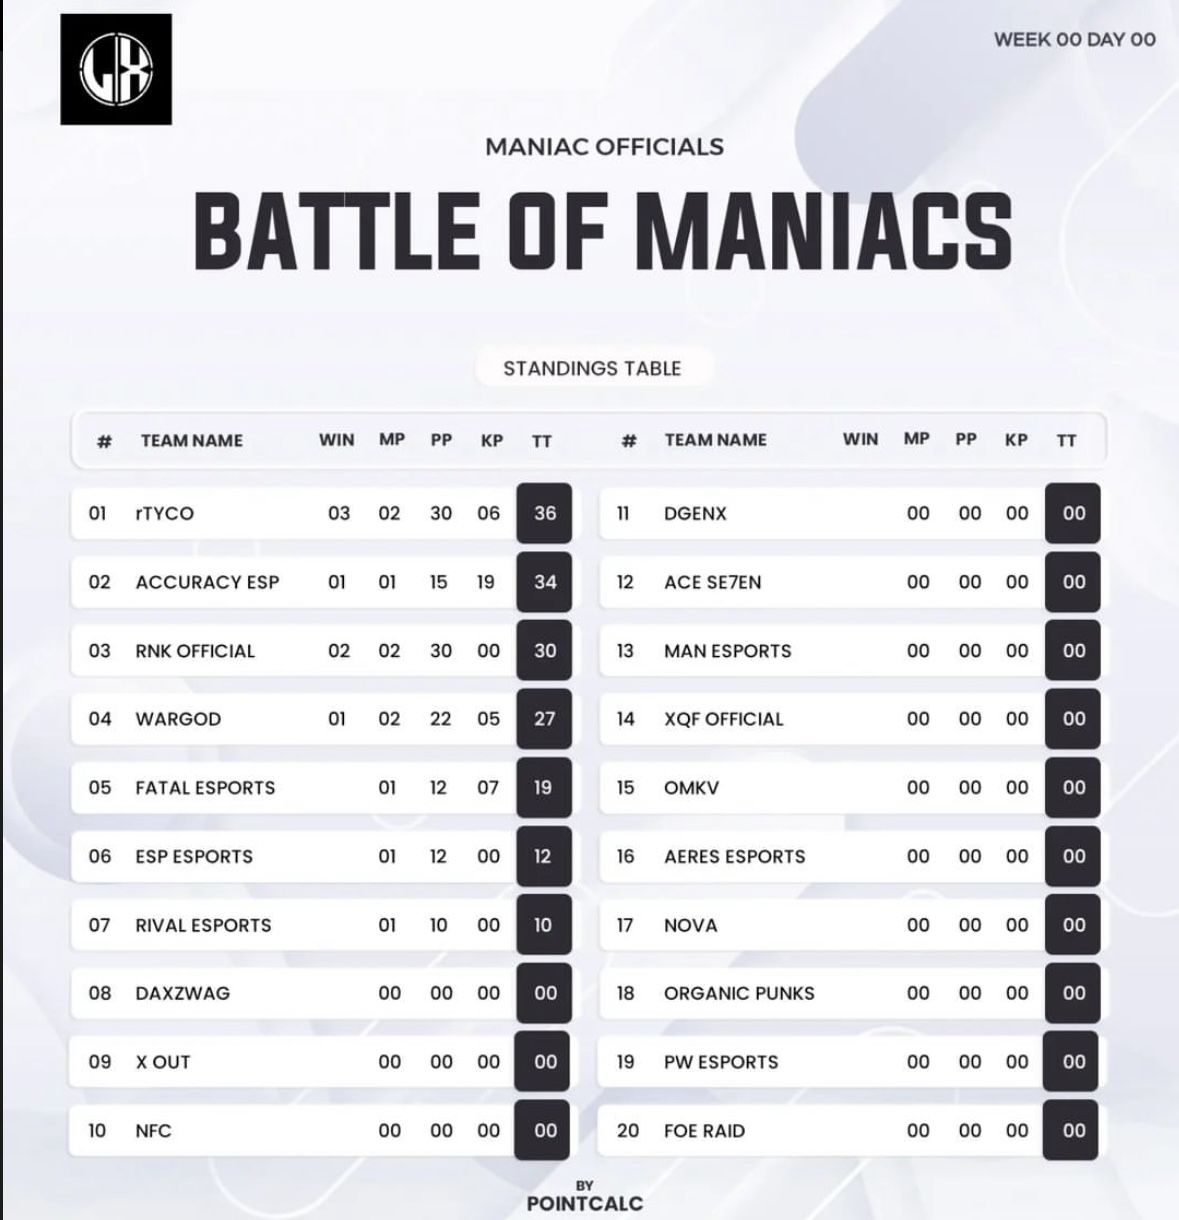 LX
WEEK 00 DAY 00
MANIAC OFFICIALS
BATTLE OF MANIACS
STANDINGS TABLE
# TEAM NAME WIN MP PP KP TT # TEAM NAME WIN MP PP KP TT
01 rTYCO 03 02 30 06 36 11 DGENX 00 00 00 00
02 ACCURACY ESP 01 01 15 19 34 12 ACE SE7EN 00 00 00 00
03 RNK OFFICIAL 02 02 30 00 30 13 MAN ESPORTS 00 00 00 00
04 WARGOD 01 02 22 05 27 14 XQF OFFICIAL 00 00 00 00
05 FATAL ESPORTS 01 12 07 19 15 OMKV 00 00 00 00
06 ESP ESPORTS 01 12 00 12 16 AERES ESPORTS 00 00 00 00
07 RIVAL ESPORTS 01 10 00 10 17 NOVA 00 00 00 00
08 DAXZWAG 00 00 00 00 18 ORGANIC PUNKS 00 00 00 00
09 X OUT 00 00 00 00 19 PW ESPORTS 00 00 00 00
10 NFC 00 00 00 00 20 FOE RAID 00 00 00 00
BY
POINTCALC